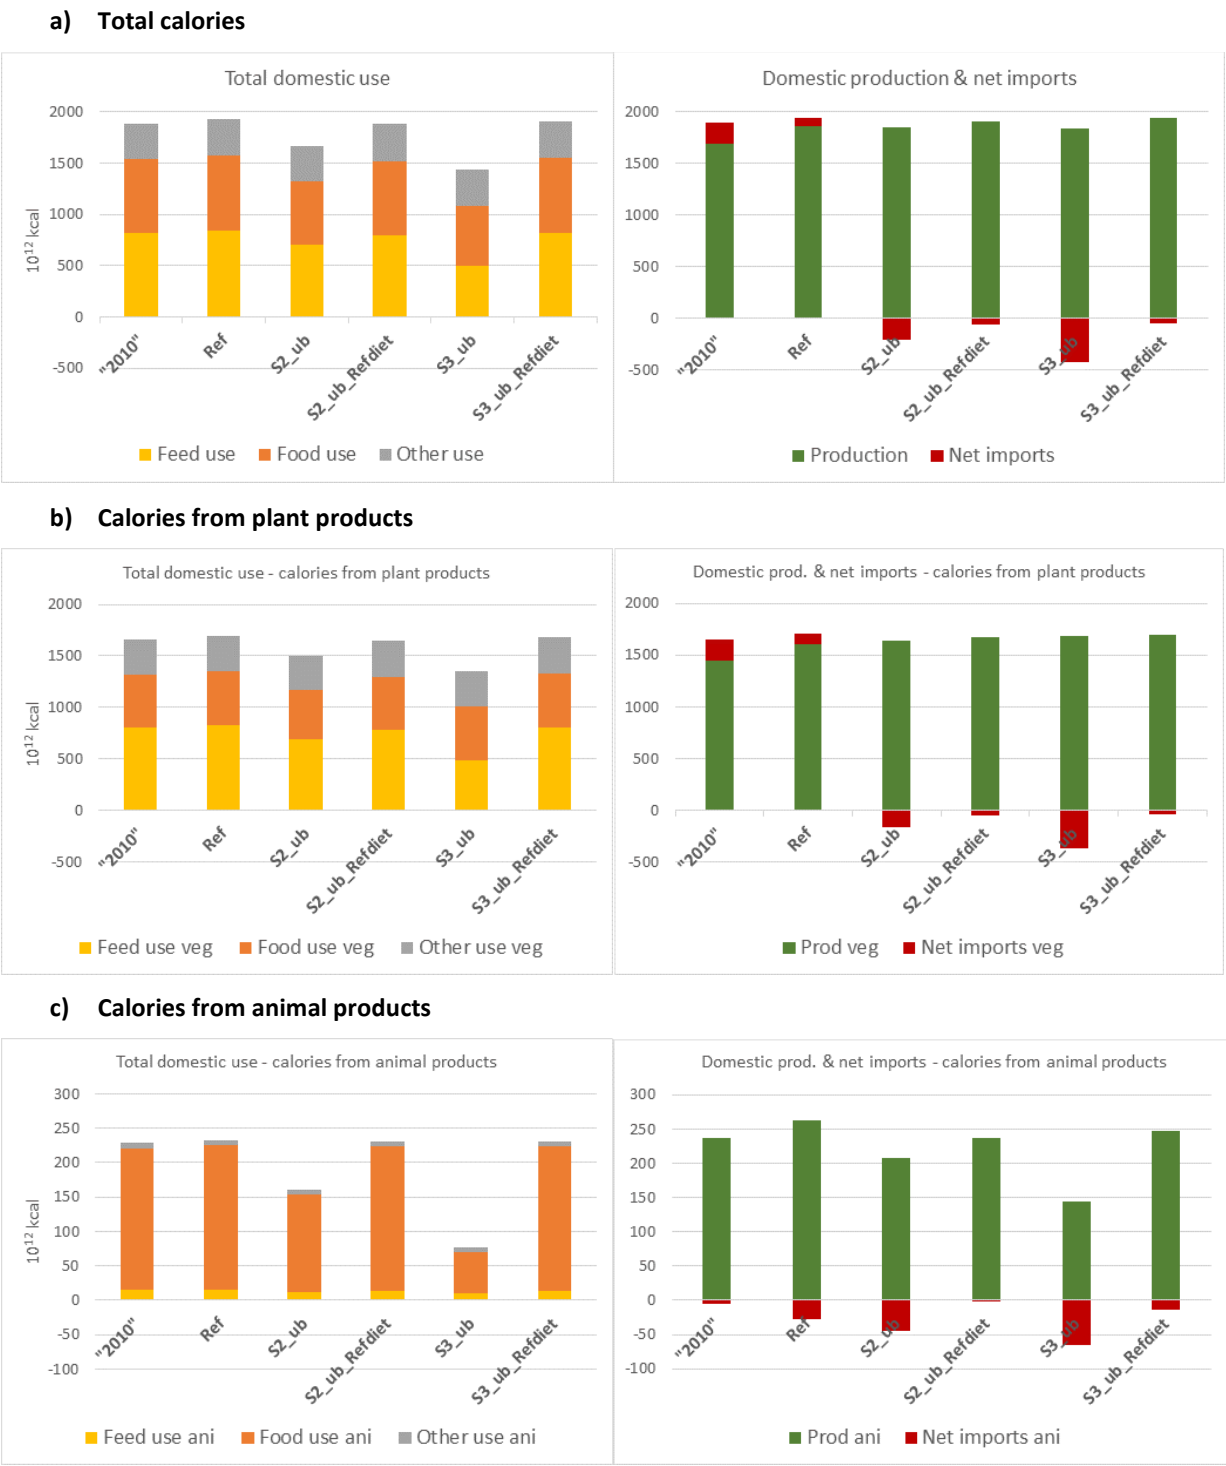 a) Total calories
Total domestic use
2000
1500
1000
500
0
-500
10¹² kcal
"2010"
Ref
S2_ub
S2_ub_Refdiet
S3_ub
S3_ub_Refdiet
Feed use Food use Other use
Domestic production & net imports
2000
1500
1000
500
0
-500
"2010"
Ref
S2_ub
S2_ub_Refdiet
S3_ub
S3_ub_Refdiet
Production Net imports
b) Calories from plant products
Total domestic use - calories from plant products
2000
1500
1000
500
0
-500
10¹² kcal
"2010"
Ref
S2_ub
S2_ub_Refdiet
S3_ub
S3_ub_Refdiet
Feed use veg Food use veg Other use veg
Domestic prod. & net imports - calories from plant products
2000
1500
1000
500
0
-500
"2010"
Ref
S2_ub
S2_ub_Refdiet
S3_ub
S3_ub_Refdiet
Prod veg Net imports veg
c) Calories from animal products
Total domestic use - calories from animal products
300
250
200
150
100
50
0
-50
-100
10¹² kcal
"2010"
Ref
S2_ub
S2_ub_Refdiet
S3_ub
S3_ub_Refdiet
Feed use ani Food use ani Other use ani
Domestic prod. & net imports - calories from animal products
300
250
200
150
100
50
0
-50
-100
"2010"
Ref
S2_ub
S2_ub_Refdiet
S3_ub
S3_ub_Refdiet
Prod ani Net imports ani